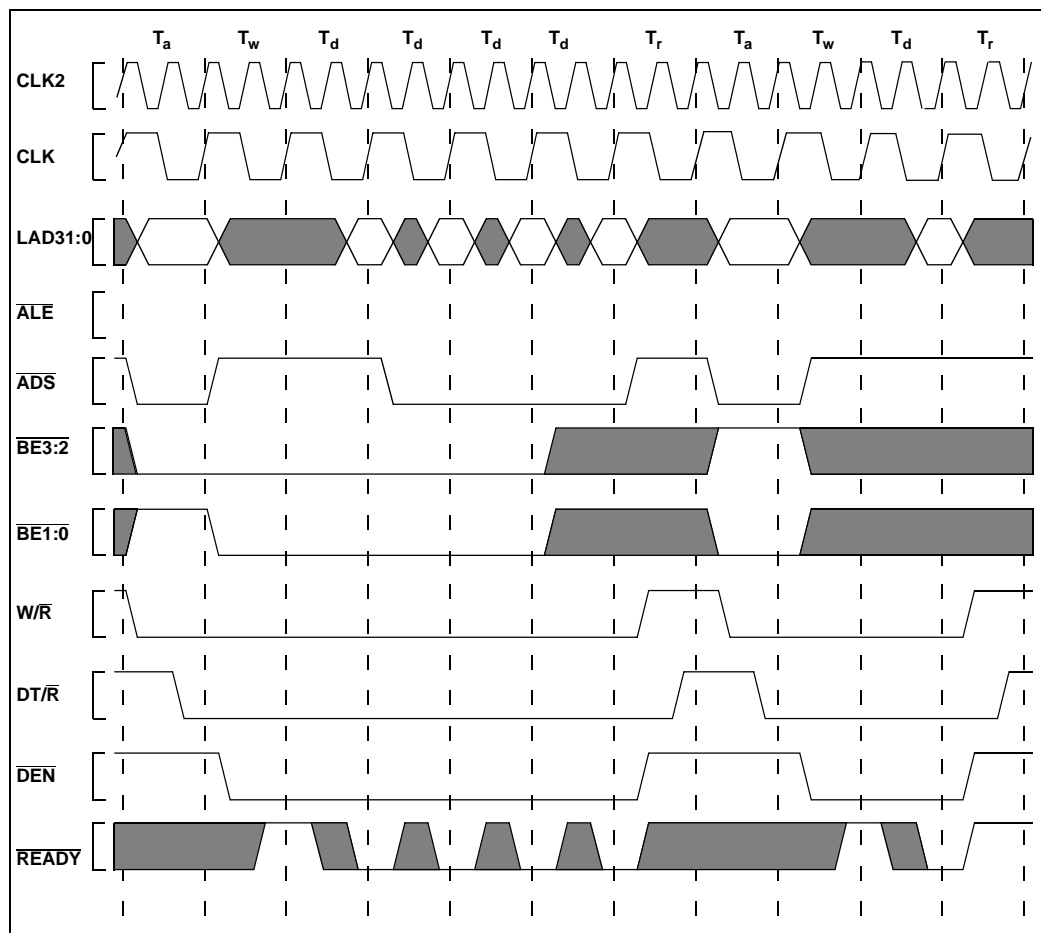 Ta Tw Td Td Td Td Tr Ta Tw Td Tr
CLK2
CLK
LAD31:0
ALE
ADS
BE3:2
BE1:0
W/R
DT/R
DEN
READY